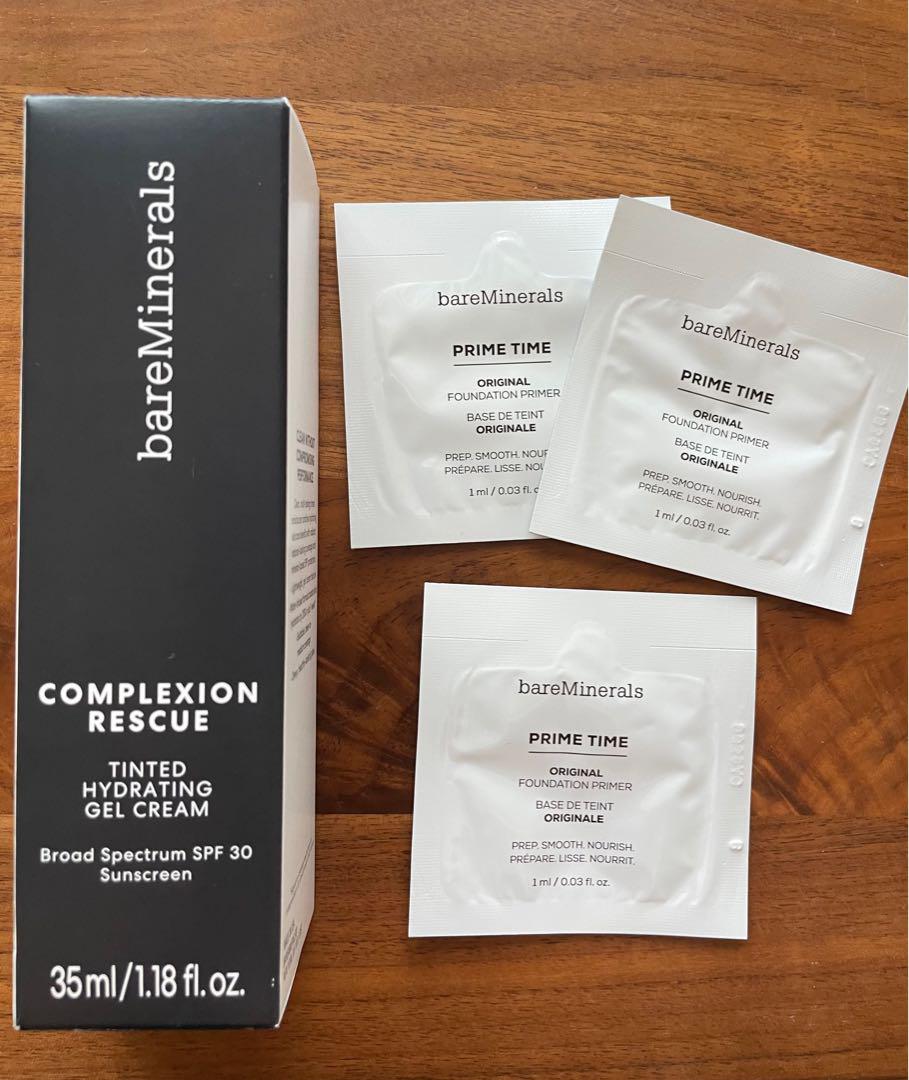 bareMinerals
COMPLEXION
RESCUE
TINTED
HYDRATING
GEL CREAM
Broad Spectrum SPF 30
Sunscreen
35ml/1.18 fl. oz.
CLEAN WITHOUT
COMPROMISING
PERFORMANCE
bareMinerals
PRIME TIME
ORIGINAL
FOUNDATION PRIMER
BASE DE TEINT
ORIGINALE
PREP. SMOOTH.
PRÉPARE. LISSE.
1 ml / 0.03 fl.
bareMinerals
PRIME TIME
ORIGINAL
FOUNDATION PRIMER
BASE DE TEINT
ORIGINALE
PREP. SMOOTH. NOURISH.
PRÉPARE. LISSE. NOURRIT.
1 ml / 0.03 fl. oz.
bareMinerals
PRIME TIME
ORIGINAL
FOUNDATION PRIMER
BASE DE TEINT
ORIGINALE
PREP. SMOOTH. NOURISH.
PRÉPARE. LISSE. NOURRIT.
1 ml / 0.03 fl. oz.